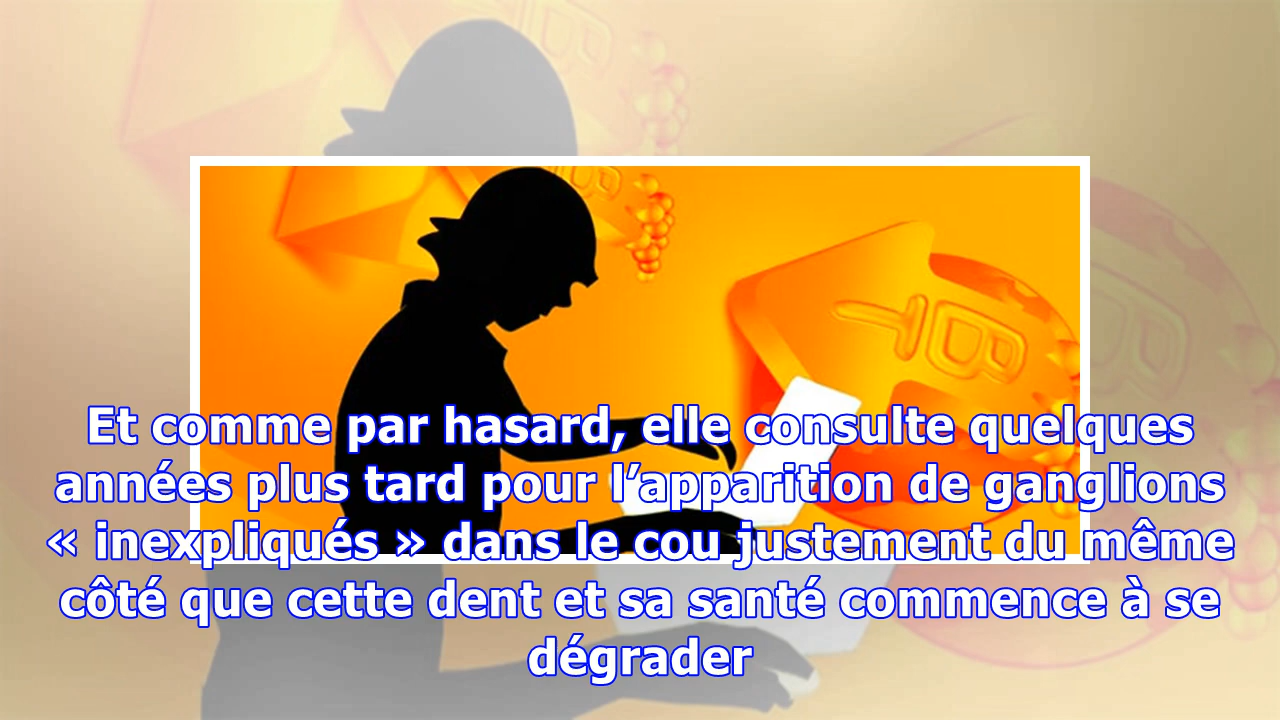 Et comme par hasard, elle consulte quelques
années plus tard pour l’apparition de ganglions
« inexpliqués » dans le cou justement du même
côté que cette dent et sa santé commence à se
dégrader